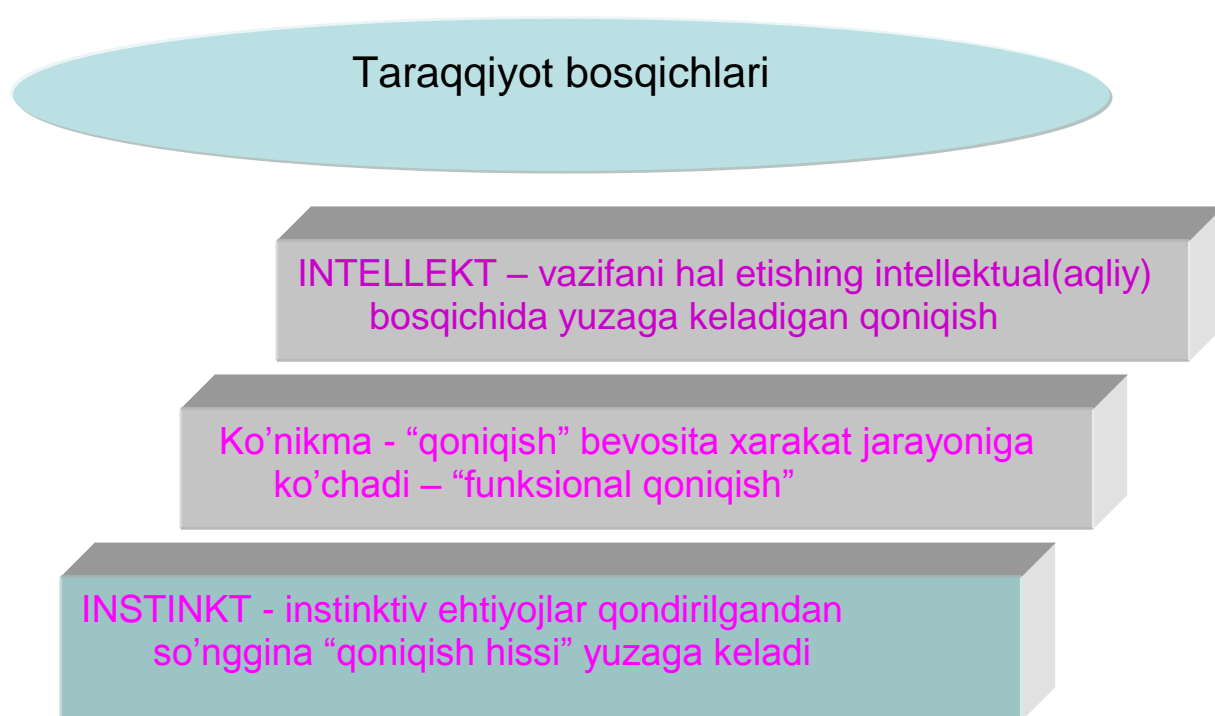 Taraqqiyot bosqichlari
INTELLEKT – vazifani hal etishing intellektual(aqliy)
bosqichida yuzaga keladigan qoniqish
Ko’nikma - “qoniqish” bevosita xarakat jarayoniga
ko’chadi – “funksional qoniqish”
INSTINKT - instinktiv ehtiyojlar qondirilgandan
so’nggina “qoniqish hissi” yuzaga keladi